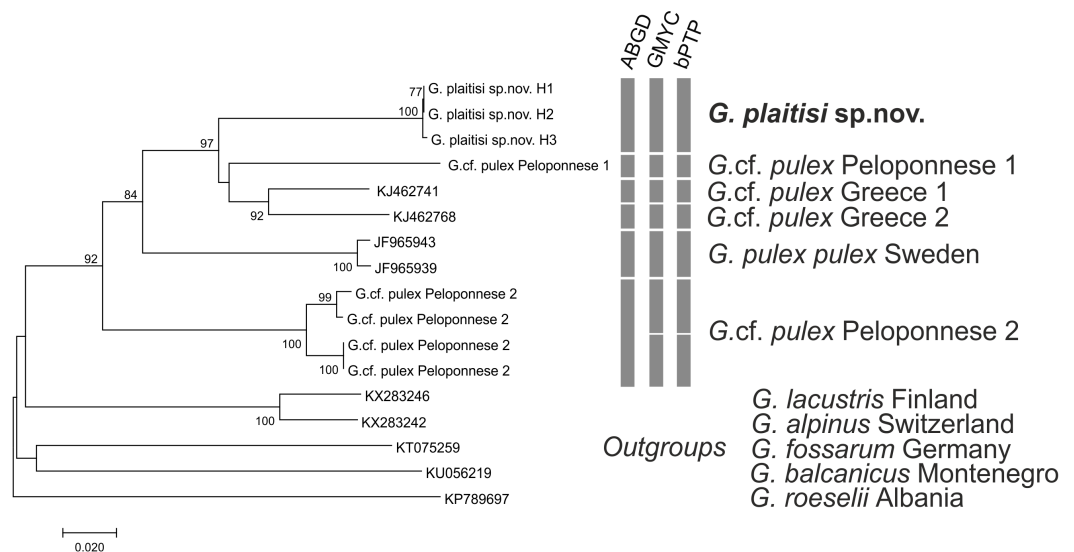 ABGD
GMYC
bPTP
77
G. plaitisi sp.nov. H1
100
G. plaitisi sp.nov. H2
G. plaitisi sp.nov. H3
G. plaitisi sp.nov.
97
G.cf. pulex Peloponnese 1
G.cf. pulex Peloponnese 1
84
KJ462741
G.cf. pulex Greece 1
92
KJ462768
G.cf. pulex Greece 2
JF965943
G. pulex pulex Sweden
92
100
JF965939
99
G.cf. pulex Peloponnese 2
G.cf. pulex Peloponnese 2
G.cf. pulex Peloponnese 2
100
G.cf. pulex Peloponnese 2
100
G.cf. pulex Peloponnese 2
KX283246
G. lacustris Finland
100
KX283242
G. alpinus Switzerland
Outgroups
KT075259
G. fossarum Germany
KU056219
G. balcanicus Montenegro
KP789697
G. roeselii Albania
0.020